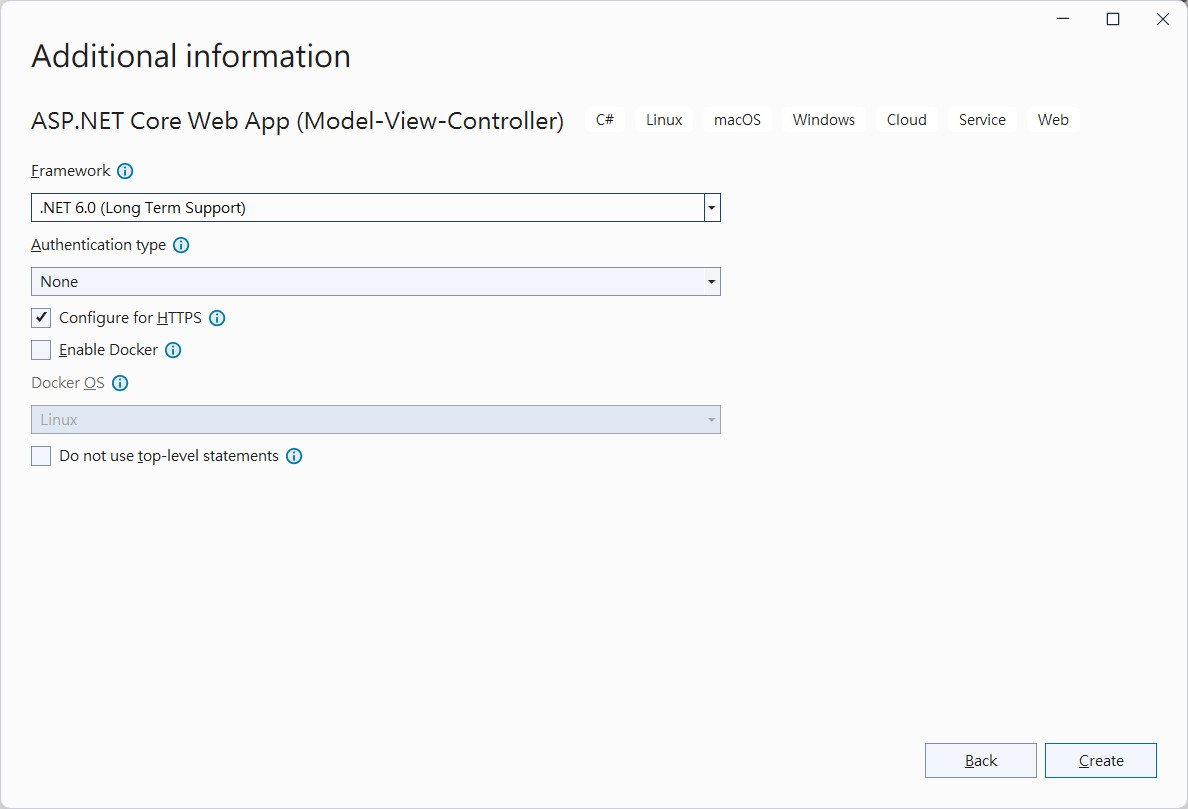 Additional information
ASP.NET Core Web App (Model-View-Controller) C# Linux macOS Windows Cloud Service Web
Framework
.NET 6.0 (Long Term Support)
Authentication type
None
Configure for HTTPS
Enable Docker
Docker OS
Linux
Do not use top-level statements
Back Create